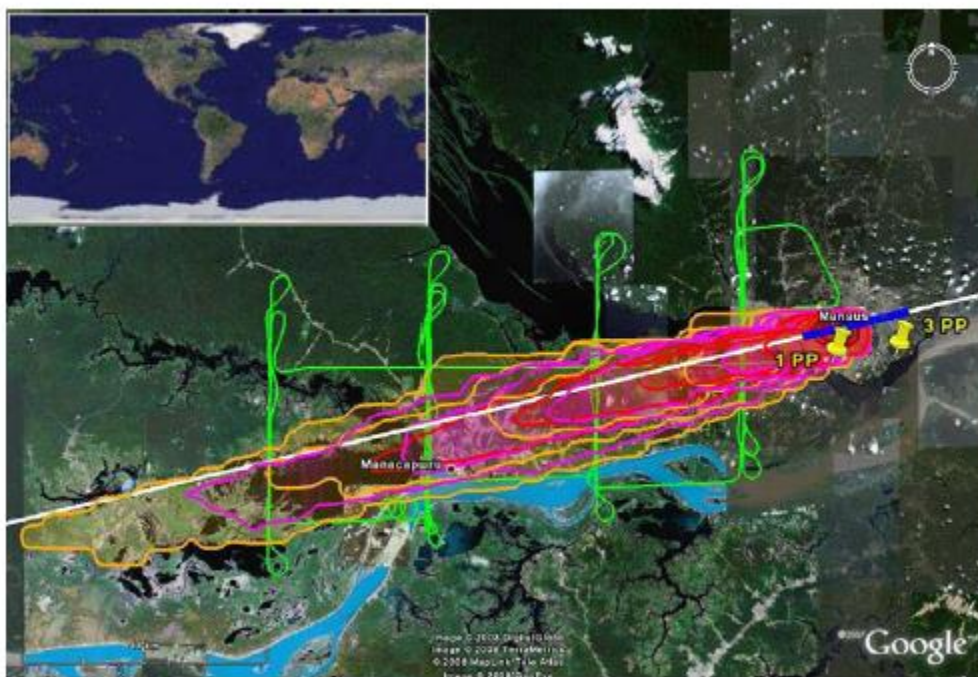 Manaus
3 PP
1 PP
Manacapuru
Image © 2008 DigitalGlobe
Image © 2008 TerraMetrics
© 2008 MapLink/Tele Atlas
Google